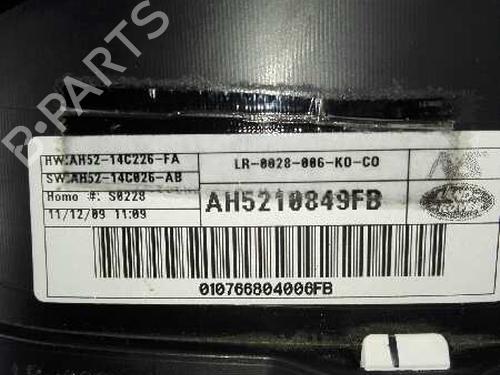 B-PARTS
HW:AH52-14C226-FA
SW:AH52-14C026-AB
Homo #: S0228
11/12/09 11:09
LR-0028-006-KO-CO
AH5210849FB
010766804006FB